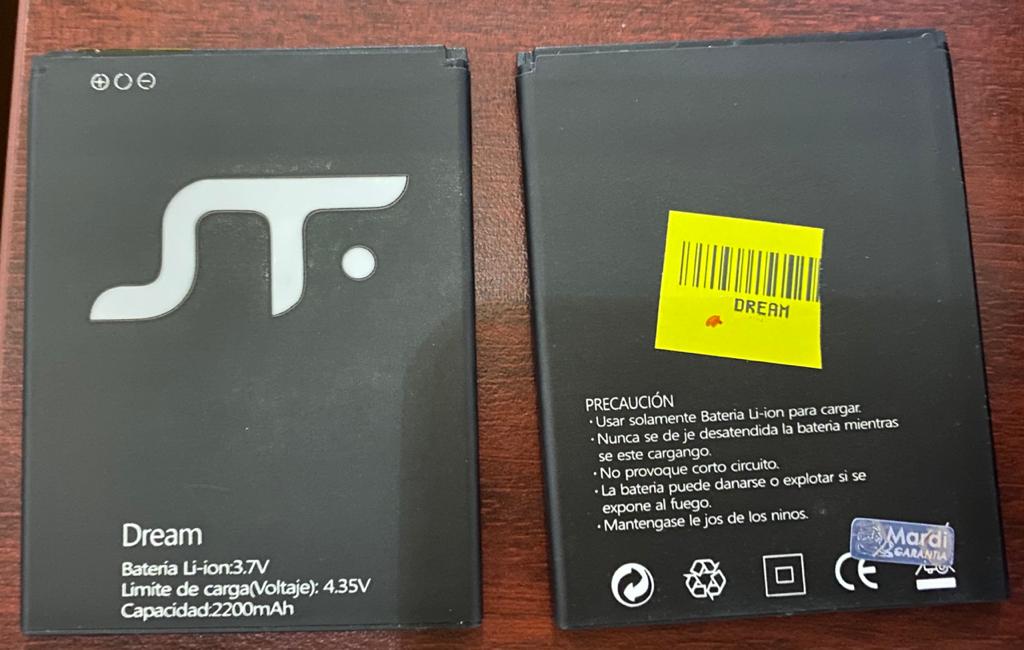 ST.
Dream
Bateria Li-ion:3.7V
Limite de carga(Voltaje): 4.35V
Capacidad:2200mAh
DREAM
PRECAUCIÓN
· Usar solamente Bateria Li-ion para cargar.
· Nunca se de je desatendida la bateria mientras
se este cargango.
· No provoque corto circuito.
· La bateria puede danarse o explotar si se
expone al fuego.
· Mantengase le jos de los ninos.
Mardi
GARANTIA
CE